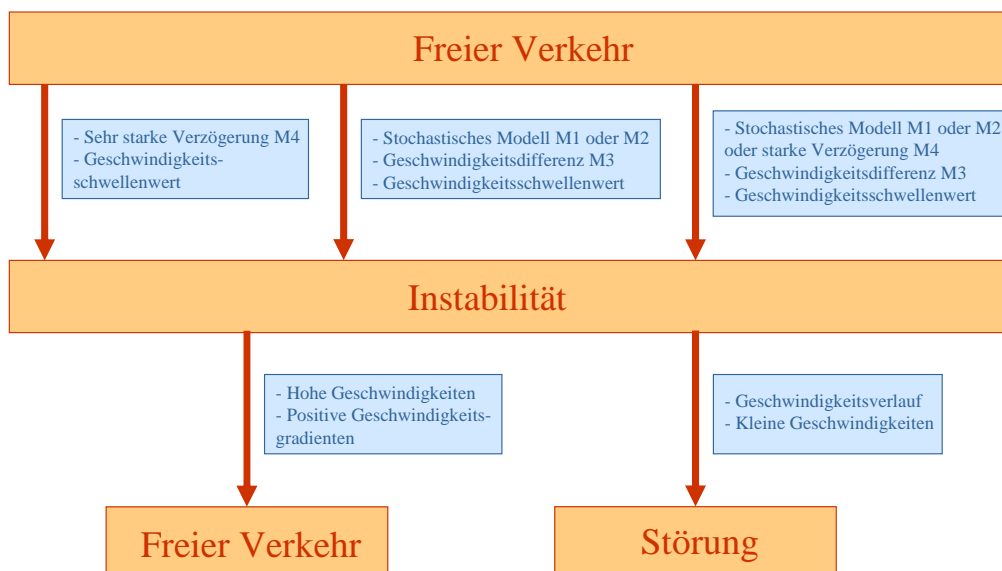 Freier Verkehr
- Sehr starke Verzögerung M4
- Geschwindigkeits-
schwellenwert
- Stochastisches Modell M1 oder M2
- Geschwindigkeitsdifferenz M3
- Geschwindigkeitsschwellenwert
- Stochastisches Modell M1 oder M2
oder starke Verzögerung M4
- Geschwindigkeitsdifferenz M3
- Geschwindigkeitsschwellenwert
Instabilität
- Hohe Geschwindigkeiten
- Positive Geschwindigkeits-
gradienten
- Geschwindigkeitsverlauf
- Kleine Geschwindigkeiten
Freier Verkehr
Störung